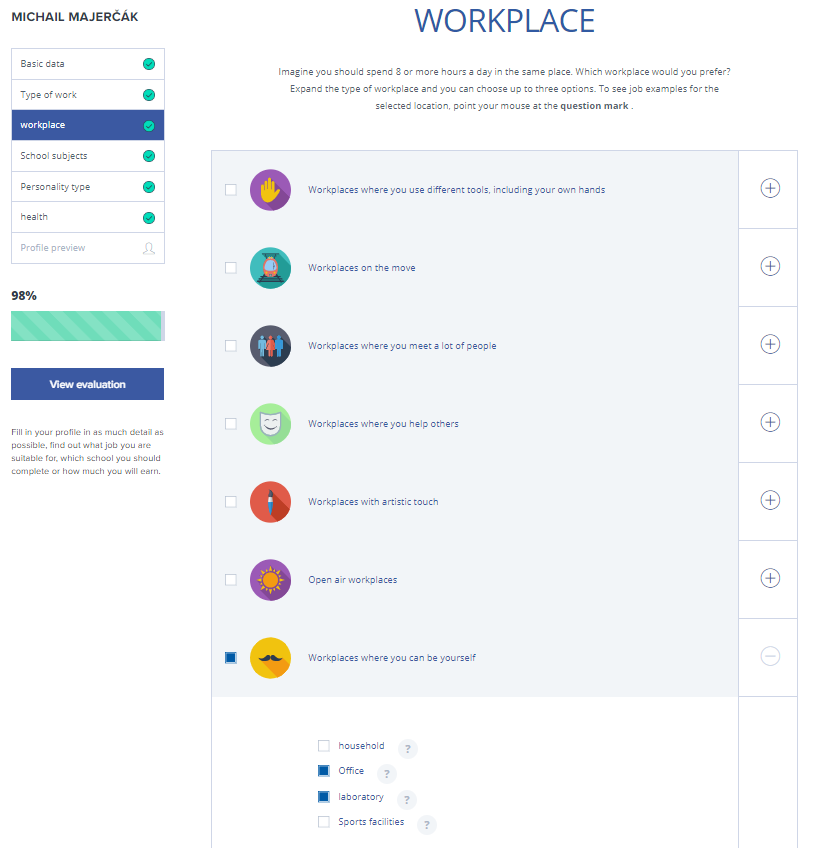 MICHAIL MAJERČÁK
Basic data
Type of work
workplace
School subjects
Personality type
health
Profile preview
98%
View evaluation
Fill in your profile in as much detail as
possible, find out what job you are
suitable for, which school you should
complete or how much you will earn.
WORKPLACE
Imagine you should spend 8 or more hours a day in the same place. Which workplace would you prefer?
Expand the type of workplace and you can choose up to three options. To see job examples for the
selected location, point your mouse at the question mark .
Workplaces where you use different tools, including your own hands
Workplaces on the move
Workplaces where you meet a lot of people
Workplaces where you help others
Workplaces with artistic touch
Open air workplaces
Workplaces where you can be yourself
household ?
Office ?
laboratory ?
Sports facilities ?